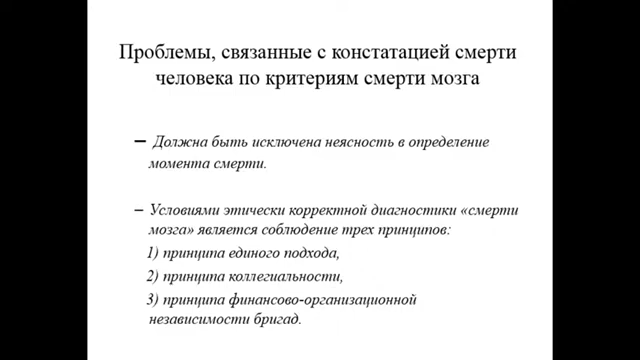 Проблемы, связанные с констатацией смерти
человека по критериям смерти мозга
– Должна быть исключена неясность в определение
момента смерти.
– Условиями этически корректной диагностики «смерти
мозга» является соблюдение трех принципов:
1) принципа единого подхода,
2) принципа коллегиальности,
3) принципа финансово-организационной
независимости бригад.